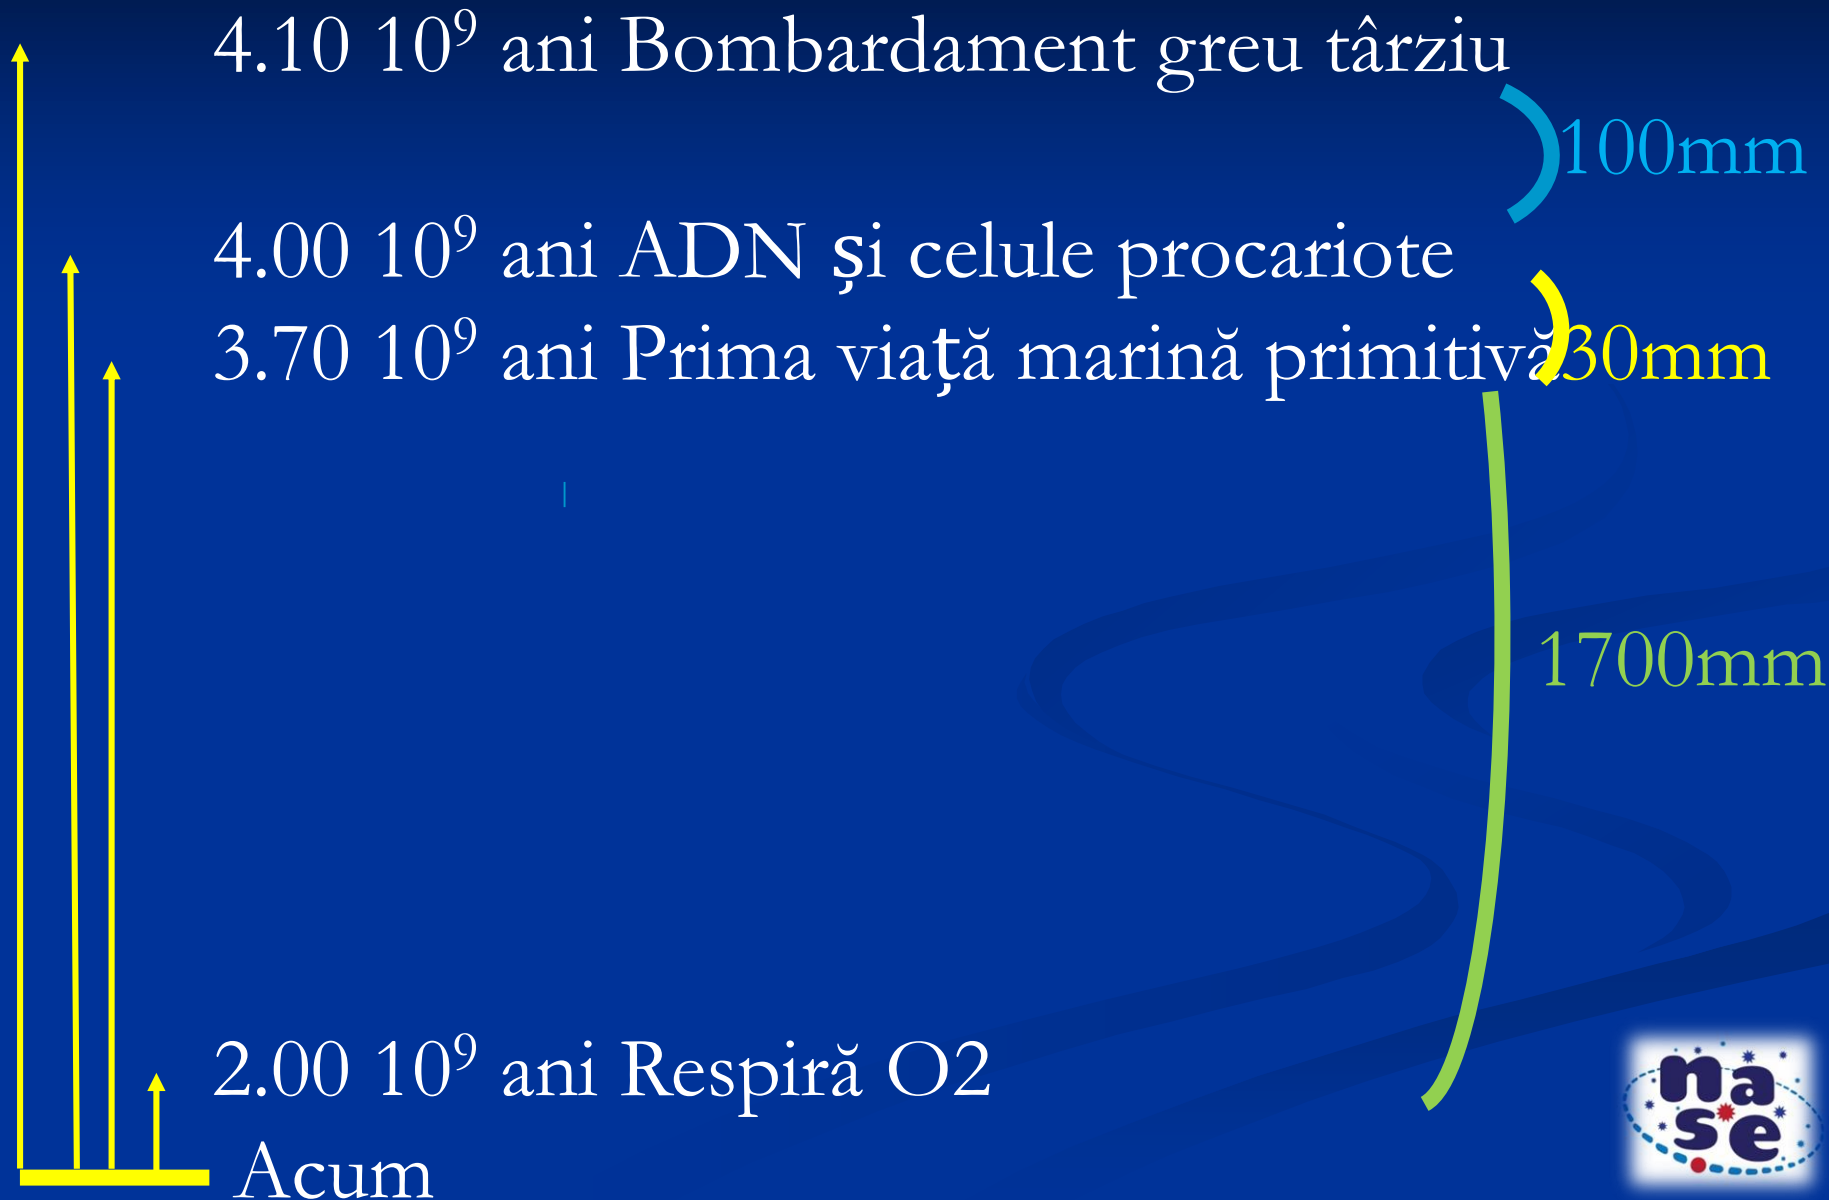 4.10 10⁹ ani Bombardament greu târziu
100mm
4.00 10⁹ ani ADN și celule procariote
3.70 10⁹ ani Prima viață marină primitivă
30mm
1700mm
2.00 10⁹ ani Respiră O2
Acum
nase